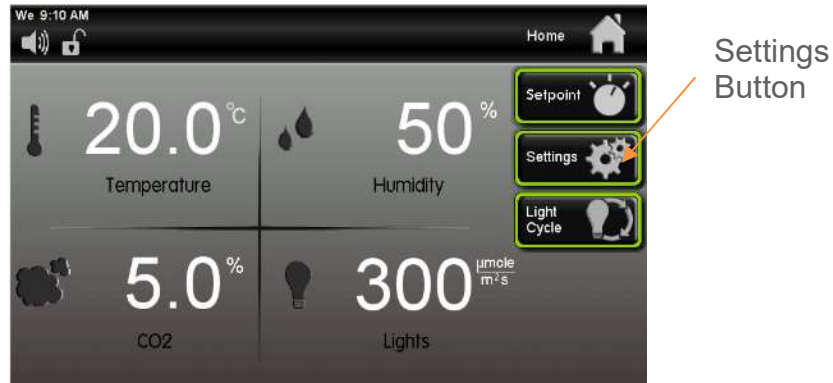 We 9:10 AM
Home
Settings
Button
Setpoint
Settings
Light
Cycle
20.0 °C
Temperature
50 %
Humidity
5.0 %
CO2
300 µmole
m²s
Lights